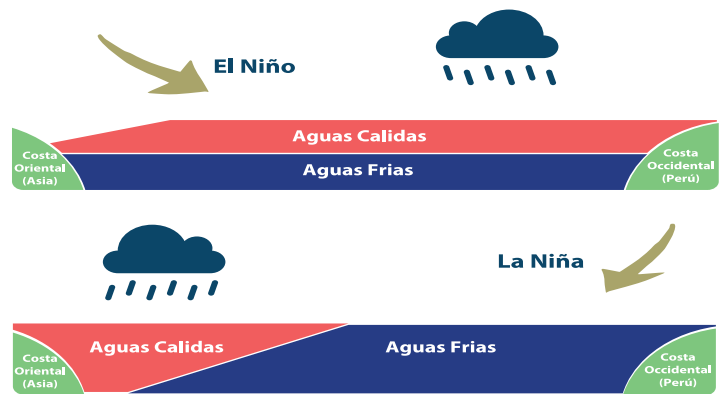 El Niño
Aguas Calidas
Aguas Frias
Costa
Oriental
(Asia)
Costa
Occidental
(Perú)
La Niña
Aguas Calidas
Aguas Frias
Costa
Oriental
(Asia)
Costa
Occidental
(Perú)